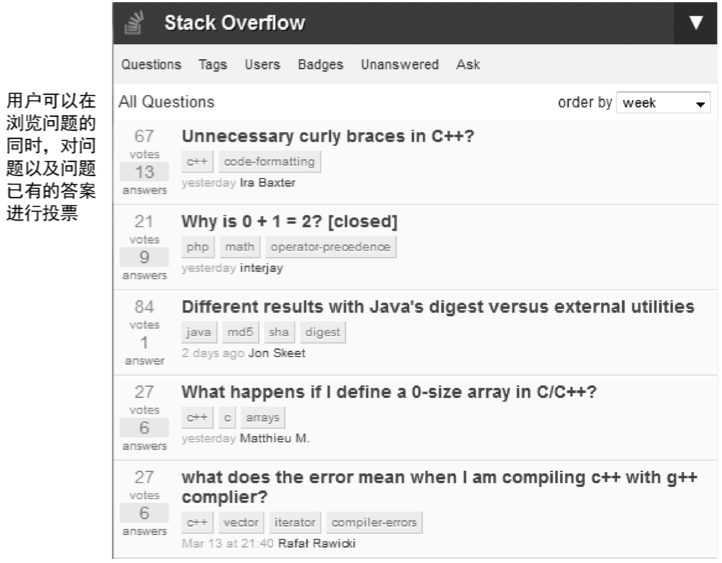 Stack Overflow
▼
Questions Tags Users Badges Unanswered Ask
用户可以在
浏览问题的
同时，对问
题以及问题
已有的答案
进行投票
All Questions
order by week
67
votes
13
answers
Unnecessary curly braces in C++?
c++ code-formatting
yesterday Ira Baxter
21
votes
9
answers
Why is 0 + 1 = 2? [closed]
php math operator-precedence
yesterday interjay
84
votes
1
answer
Different results with Java's digest versus external utilities
java md5 sha digest
2 days ago Jon Skeet
27
votes
6
answers
What happens if I define a 0-size array in C/C++?
c++ c arrays
yesterday Matthieu M.
27
votes
6
answers
what does the error mean when I am compiling c++ with g++
complier?
c++ vector iterator compiler-errors
Mar 13 at 21:40 Rafał Rawicki